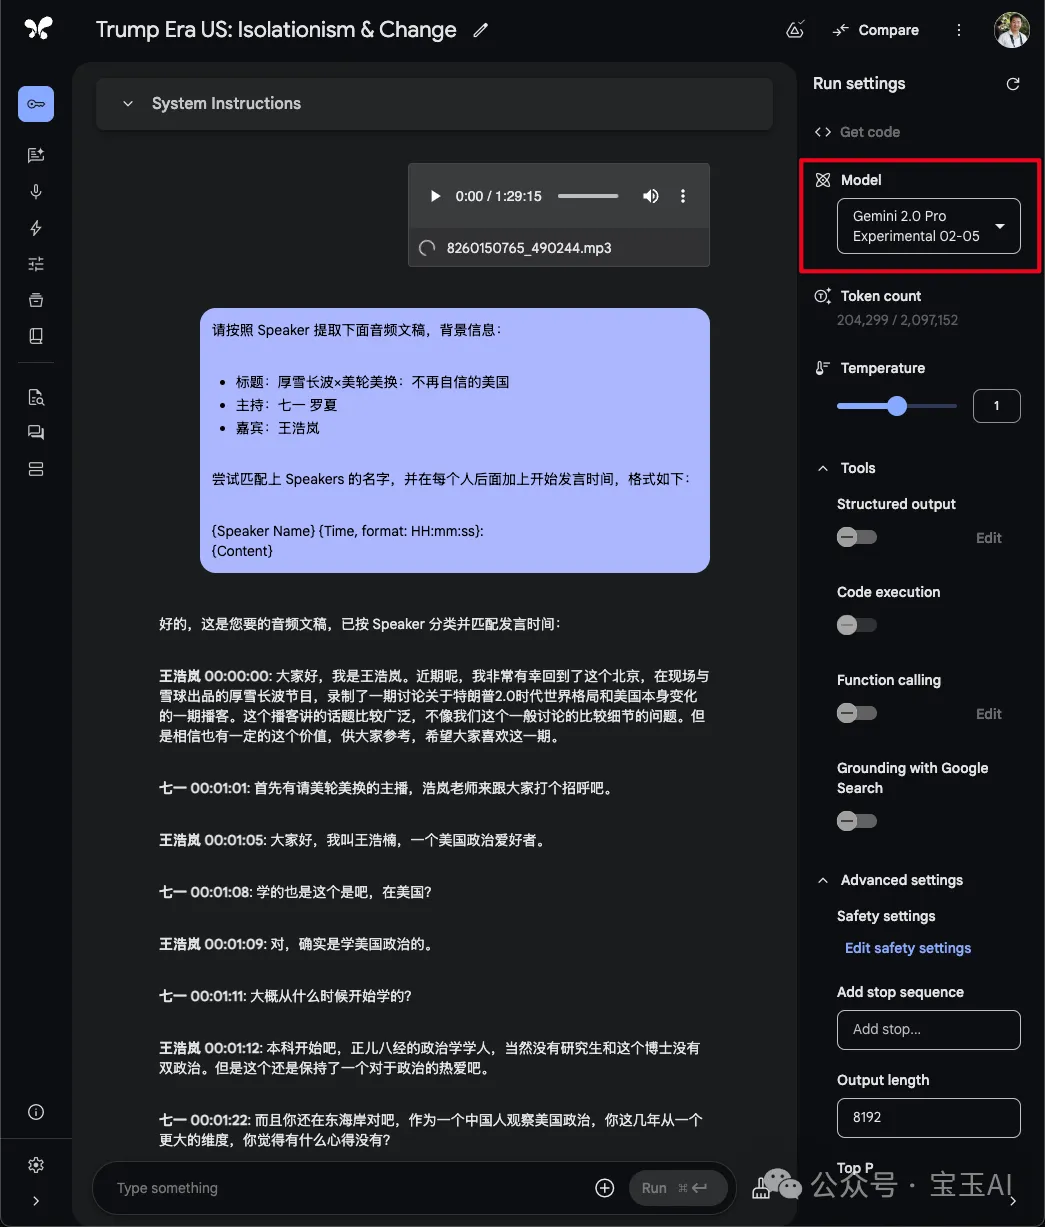 Trump Era US: Isolationism & Change
Compare
System Instructions
0:00 / 1:29:15
8260150765_490244.mp3
请按照 Speaker 提取下面音频文稿，背景信息：
• 标题：厚雪长波×美轮美换：不再自信的美国
• 主持：七一 罗夏
• 嘉宾：王浩岚
尝试匹配上 Speakers 的名字，并在每个人后面加上开始发言时间，格式如下：
{Speaker Name} {Time, format: HH:mm:ss}:
{Content}
好的，这是您要的音频文稿，已按 Speaker 分类并匹配发言时间：
王浩岚 00:00:00: 大家好，我是王浩岚。近期呢，我非常有幸回到了这个北京，在现场与
雪球出品的厚雪长波节目，录制了一期讨论关于特朗普2.0时代世界格局和美国本身变化
的一期播客。这个播客讲的话题比较广泛，不像我们这个一般讨论的比较细节的问题。但
是相信也有一定的这个价值，供大家参考，希望大家喜欢这一期。
七一 00:01:01: 首先有请美轮美换的主播，浩岚老师来跟大家打个招呼吧。
王浩岚 00:01:05: 大家好，我叫王浩楠，一个美国政治爱好者。
七一 00:01:08: 学的也是这个是吧，在美国？
王浩岚 00:01:09: 对，确实是学美国政治的。
七一 00:01:11: 大概从什么时候开始学的？
王浩岚 00:01:12: 本科开始吧，正儿八经的政治学学人，当然没有研究生和这个博士没有
双政治。但是这个还是保持了一个对于政治的热爱吧。
七一 00:01:22: 而且你还在东海岸对吧，作为一个中国人观察美国政治，你这几年从一个
更大的维度，你觉得有什么心得没有？
Type something
Run ⌘ ↵
Run settings
Get code
Model
Gemini 2.0 Pro
Experimental 02-05
Token count
204,299 / 2,097,152
Temperature
1
Tools
Structured output
Edit
Code execution
Function calling
Edit
Grounding with Google
Search
Advanced settings
Safety settings
Edit safety settings
Add stop sequence
Add stop...
Output length
8192
Top P
公众号 · 宝玉AI